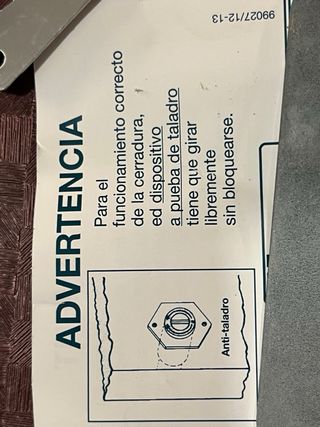 ADVERTENCIA
Para el
funcionamiento correcto
de la cerradura,
ed dispositivo
a pueba de taladro
tiene que girar
libremente
sin bloquearse.
Anti-taladro
99027/12-13